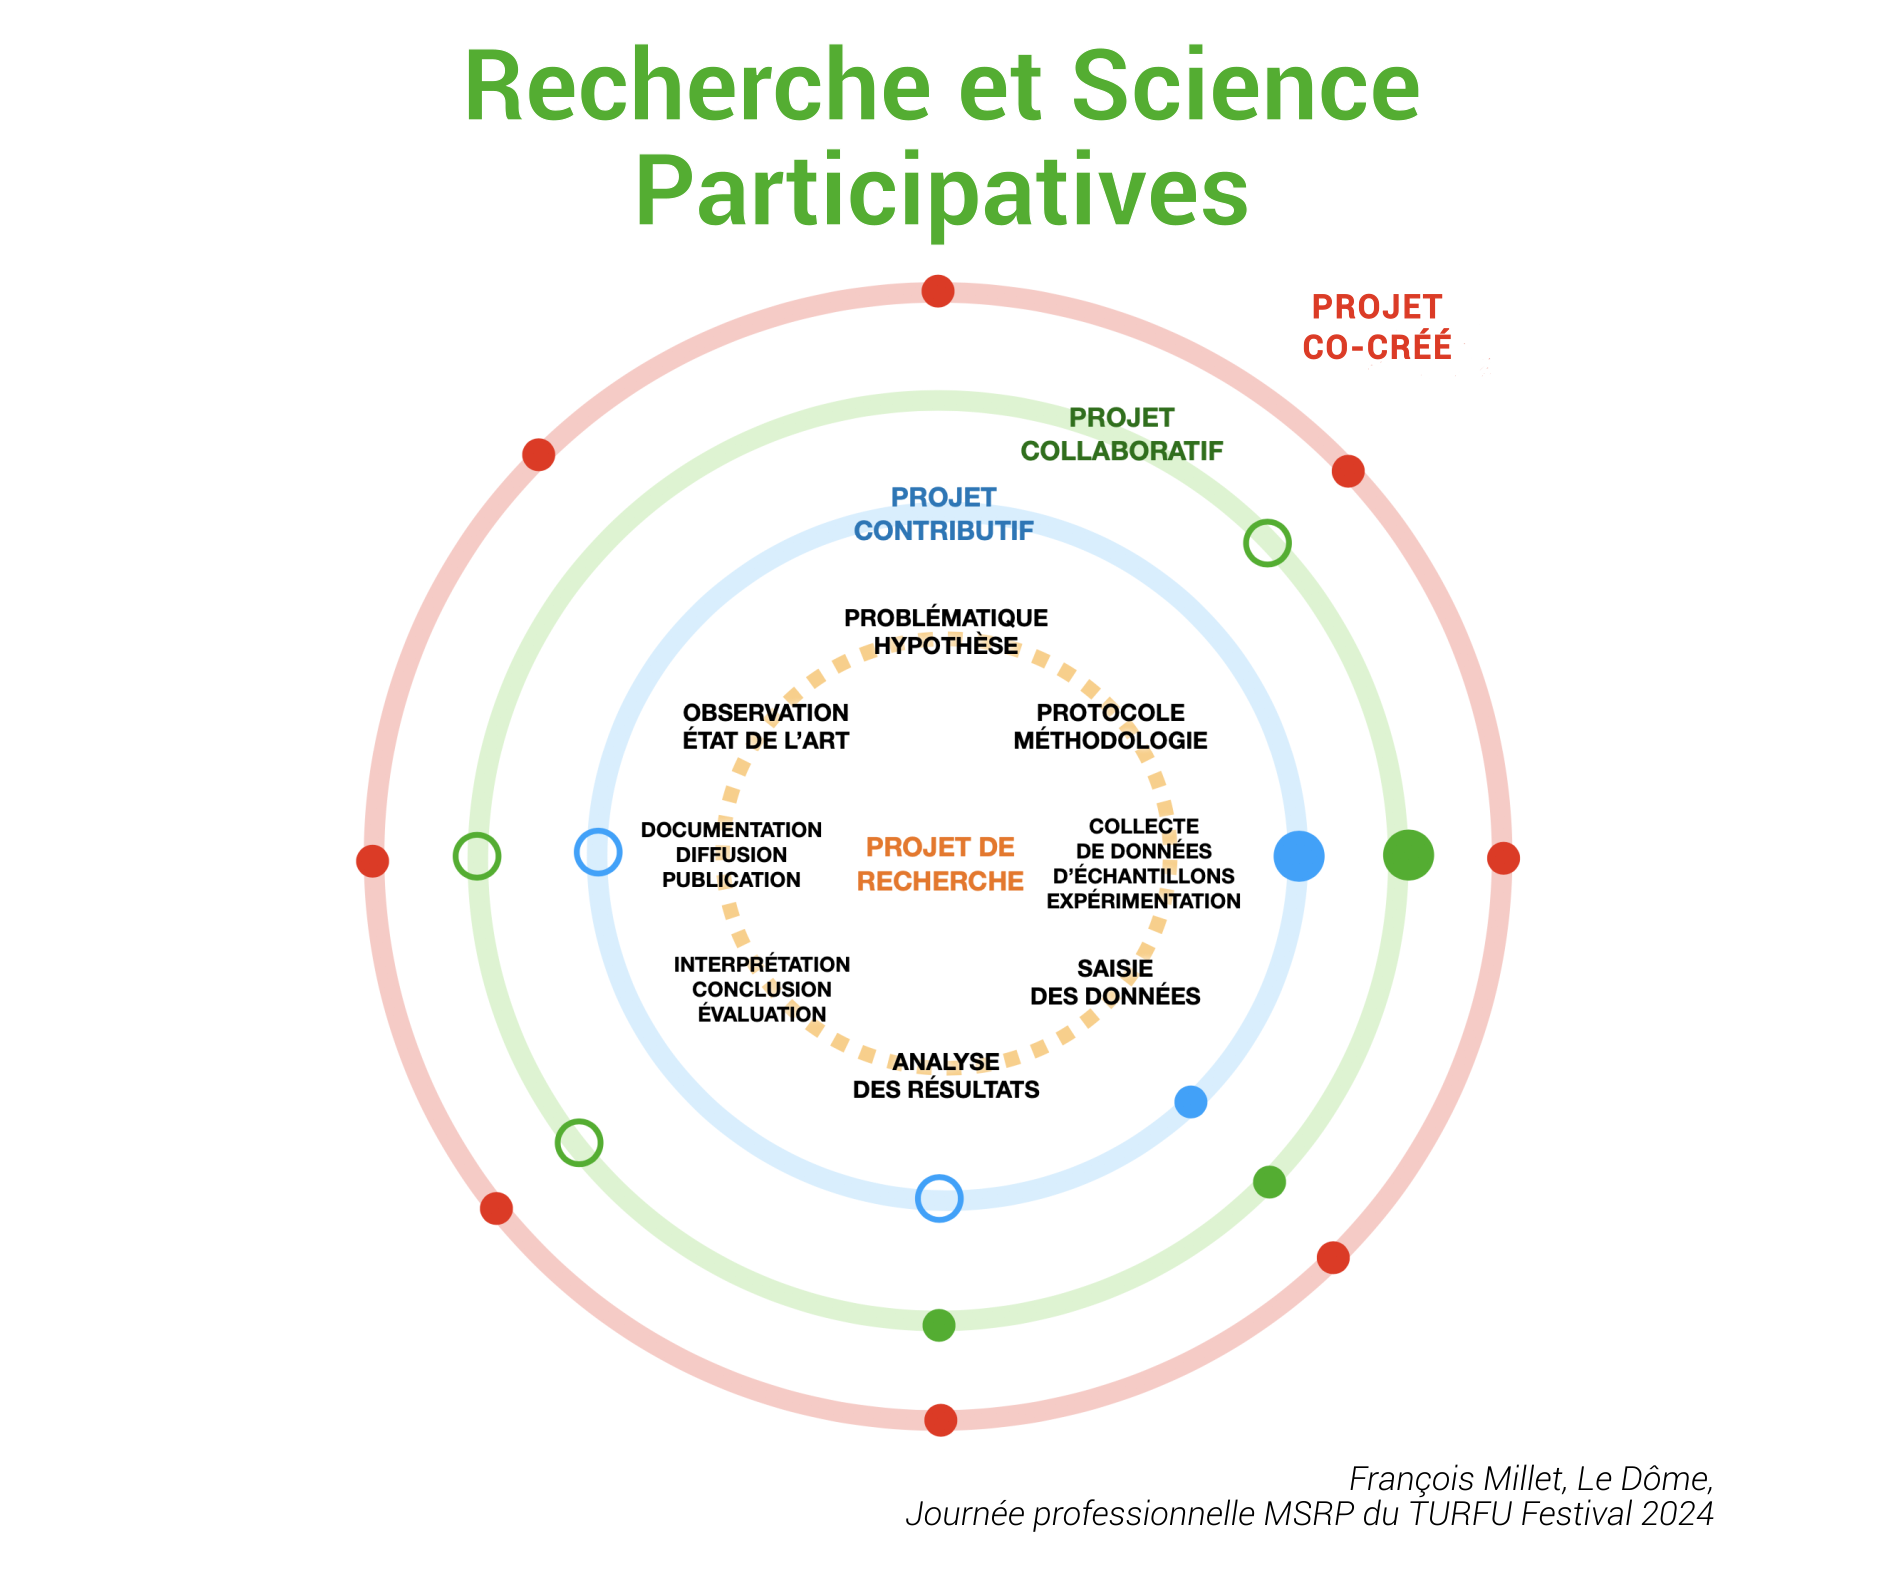 Recherche et Science
Participatives
PROJET
CO-CRÉÉ
PROJET
COLLABORATIF
PROJET
CONTRIBUTIF
PROBLÉMATIQUE
HYPOTHÈSE
OBSERVATION
ÉTAT DE L'ART
PROTOCOLE
MÉTHODOLOGIE
DOCUMENTATION
DIFFUSION
PUBLICATION
PROJET DE
RECHERCHE
COLLECTE
DE DONNÉES
D'ÉCHANTILLONS
EXPÉRIMENTATION
INTERPRÉTATION
CONCLUSION
ÉVALUATION
SAISIE
DES DONNÉES
ANALYSE
DES RÉSULTATS
François Millet, Le Dôme,
Journée professionnelle MSRP du TURFU Festival 2024